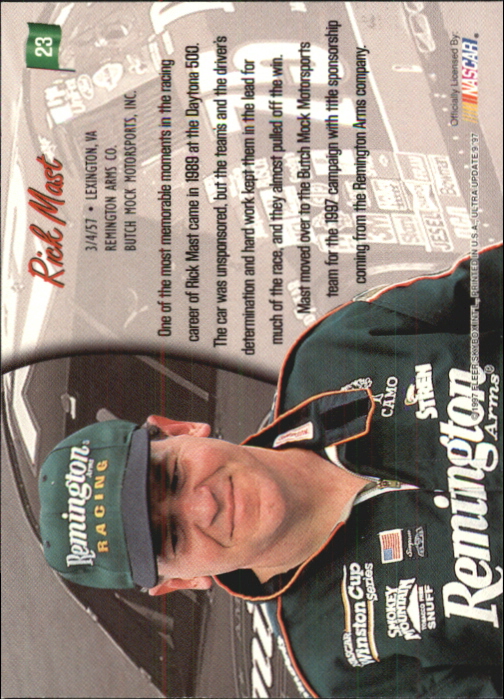 23
Rick Mast
3/4/57 • LEXINGTON, VA
REMINGTON ARMS CO.
BUTCH MOCK MOTORSPORTS, INC.
One of the most memorable moments in the racing
career of Rick Mast came in 1989 at the Daytona 500.
The car was unsponsored, but the teams and the driver's
determination and hard work kept them in the lead for
much of the race, and they almost pulled off the win.
Mast moved over to the Butch Mock Motorsports
team for the 1997 campaign with title sponsorship
coming from the Remington Arms company.
Officially Licensed By:
NASCAR
©1997 FLEER/SKYBOX INT'L. PRINTED IN U.S.A. ULTRA UPDATE 9/97
Remington
Arms
RACING
CAMO
STREN
Remington
Arms®
NASCAR
Winston Cup
Series
SMOKEY
MOUNTAIN
SNUFF